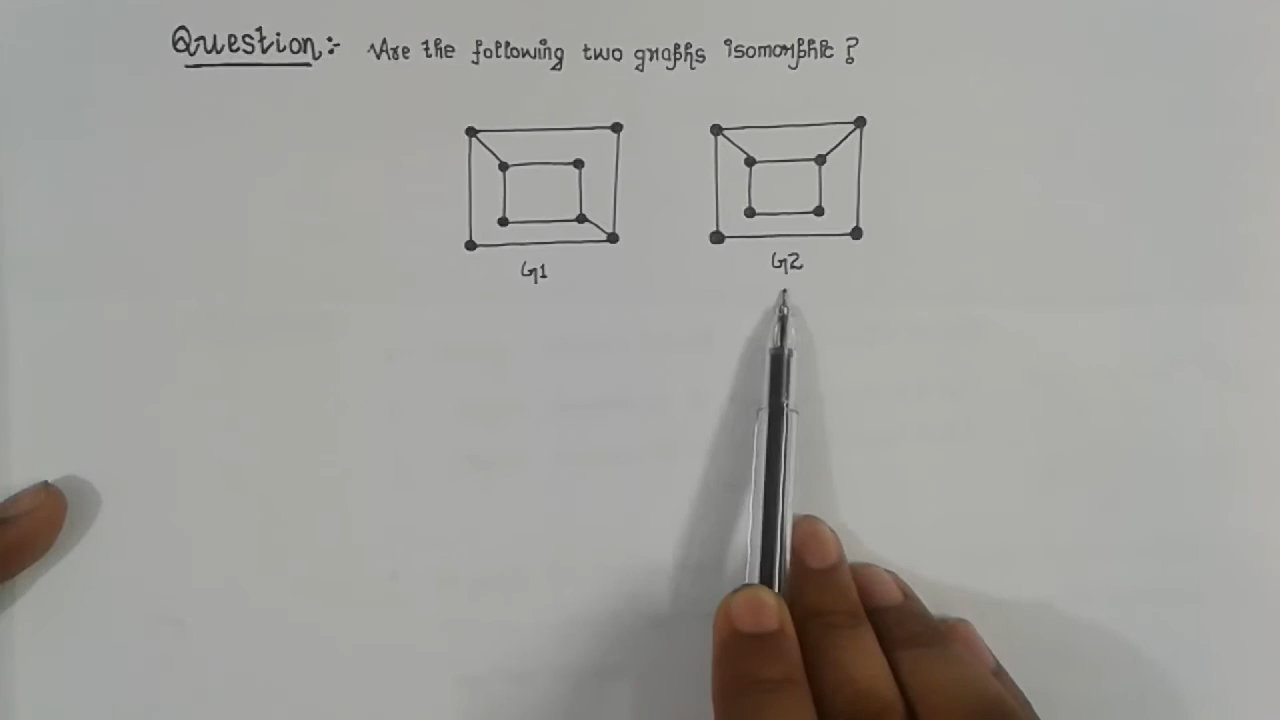 Question:- Are the following two graphs isomorphic ?
G1 G2